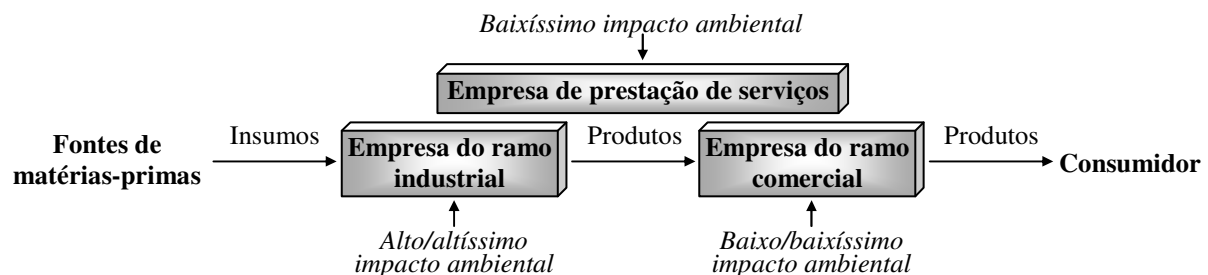 Baixíssimo impacto ambiental
Empresa de prestação de serviços
Fontes de
matérias-primas
Insumos
Empresa do ramo
industrial
Produtos
Empresa do ramo
comercial
Produtos
Consumidor
Alto/altíssimo
impacto ambiental
Baixo/baixíssimo
impacto ambiental